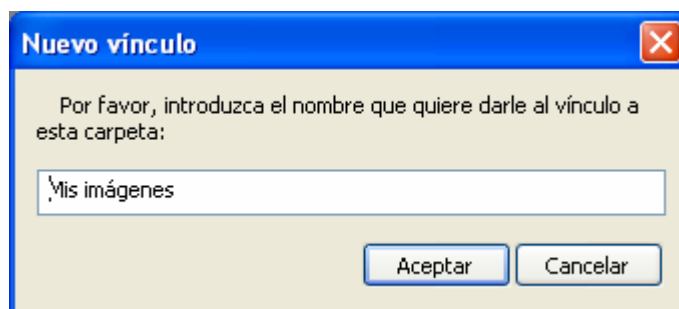 Nuevo vínculo
Por favor, introduzca el nombre que quiere darle al vínculo a
esta carpeta:
Mis imágenes
Aceptar
Cancelar